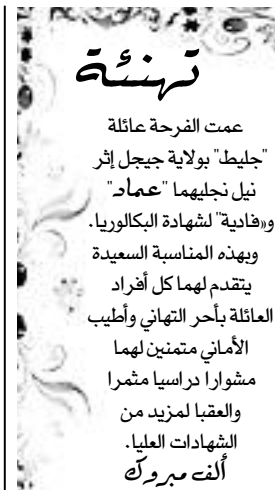 تهنئة
عمت الفرحة عائلة
"جليط" بولاية جيجل إثر
نيل نجليهما "عماد"
و«فادية" لشهادة البكالوريا.
وبهذه المناسبة السعيدة
يتقدم لهما كل أفراد
العائلة بأحر التهاني وأطيب
الأماني متمنين لهما
مشوارا دراسيا مثمرا
والعقبا لمزيد من
الشهادات العليا.
ألف مبروك